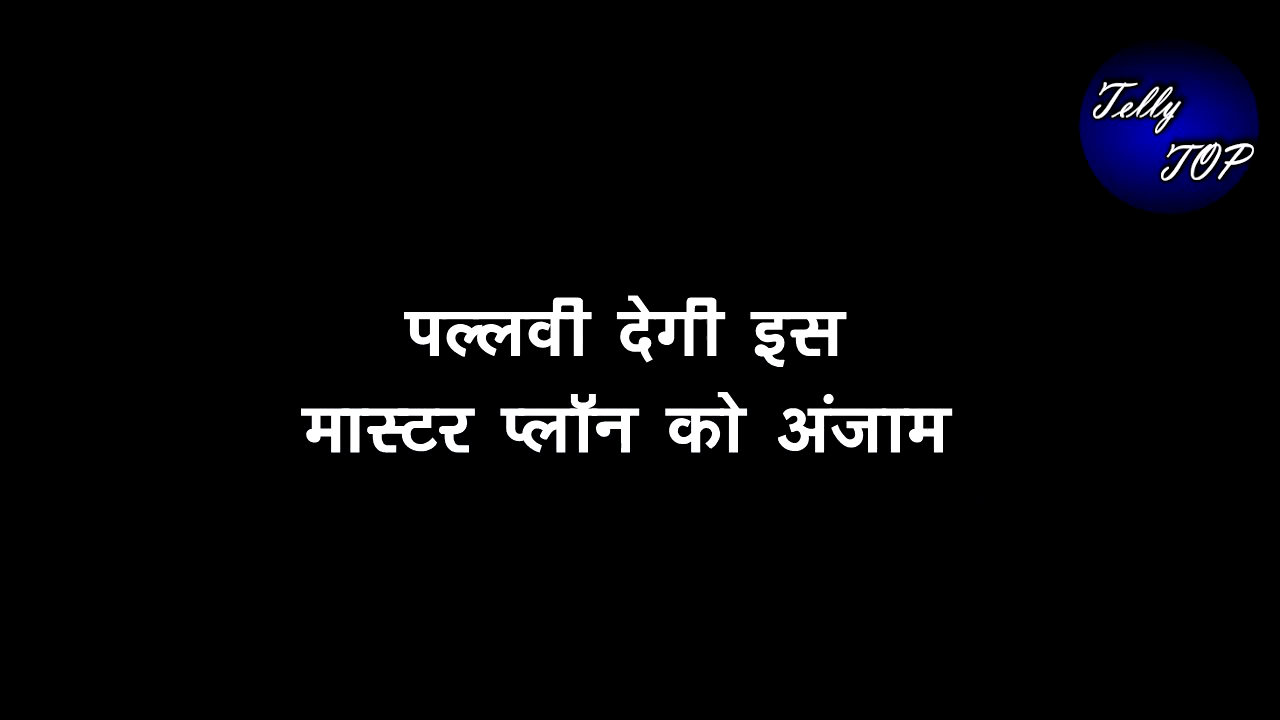 Telly
TOP
पल्लवी देगी इस
मास्टर प्लॉन को अंजाम